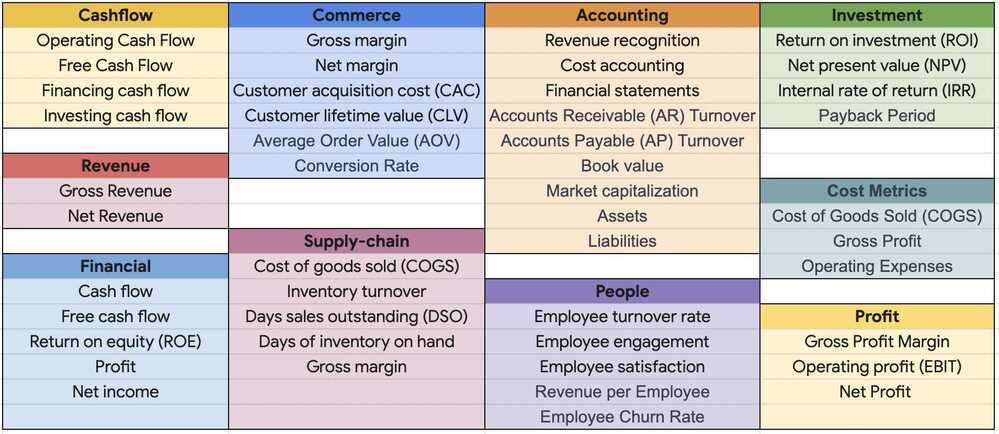 Cashflow
Operating Cash Flow
Free Cash Flow
Financing cash flow
Investing cash flow
Revenue
Gross Revenue
Net Revenue
Financial
Cash flow
Free cash flow
Return on equity (ROE)
Profit
Net income
Commerce
Gross margin
Net margin
Customer acquisition cost (CAC)
Customer lifetime value (CLV)
Average Order Value (AOV)
Conversion Rate
Supply-chain
Cost of goods sold (COGS)
Inventory turnover
Days sales outstanding (DSO)
Days of inventory on hand
Gross margin
Accounting
Revenue recognition
Cost accounting
Financial statements
Accounts Receivable (AR) Turnover
Accounts Payable (AP) Turnover
Book value
Market capitalization
Assets
Liabilities
People
Employee turnover rate
Employee engagement
Employee satisfaction
Revenue per Employee
Employee Churn Rate
Investment
Return on investment (ROI)
Net present value (NPV)
Internal rate of return (IRR)
Payback Period
Cost Metrics
Cost of Goods Sold (COGS)
Gross Profit
Operating Expenses
Profit
Gross Profit Margin
Operating profit (EBIT)
Net Profit